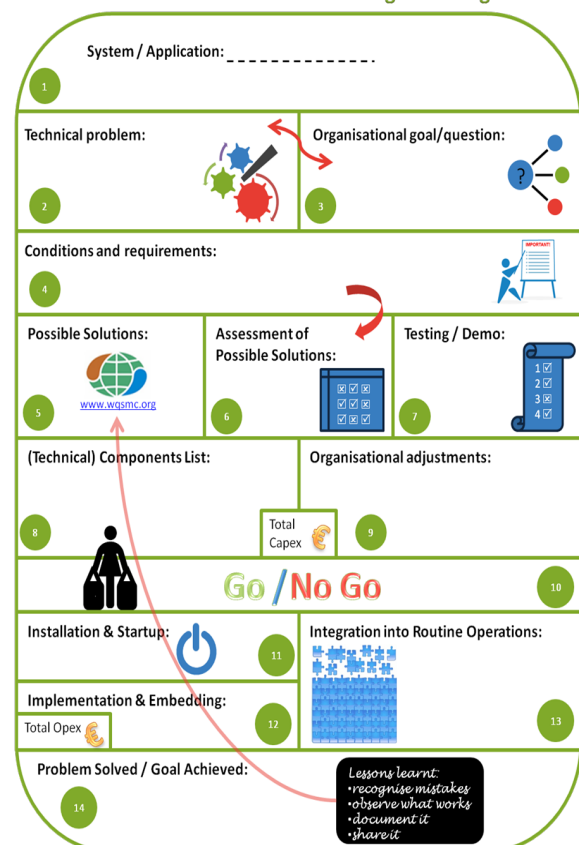 System / Application: _ _ _ _ _ _ _ _ _ _ _ _ _ _
1
Technical problem:
2
Organisational goal/question:
?
3
Conditions and requirements:
IMPORTANT!
4
Possible Solutions:
www.wqsmc.org
5
Assessment of
Possible Solutions:
6
Testing / Demo:
1 ☑
2 ☑
3 ☒
4 ☑
7
(Technical) Components List:
8
Total
Capex €
Organisational adjustments:
9
Go / No Go
10
Installation & Startup:
11
Implementation & Embedding:
Total Opex €
12
Integration into Routine Operations:
13
Problem Solved / Goal Achieved:
14
Lessons learnt:
•recognise mistakes
•observe what works
•document it
•share it